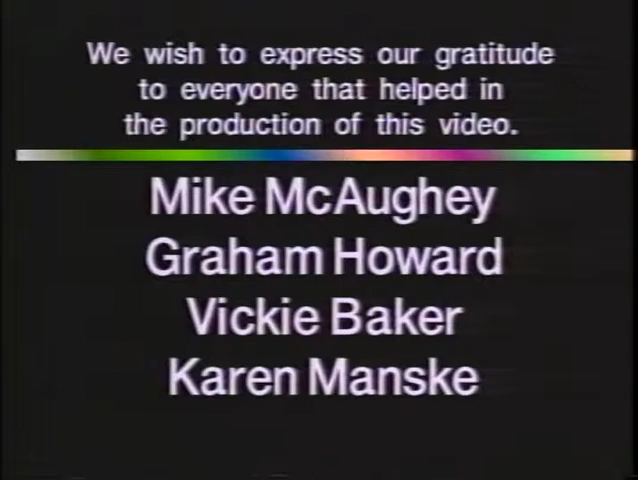 We wish to express our gratitude
to everyone that helped in
the production of this video.
Mike McAughey
Graham Howard
Vickie Baker
Karen Manske